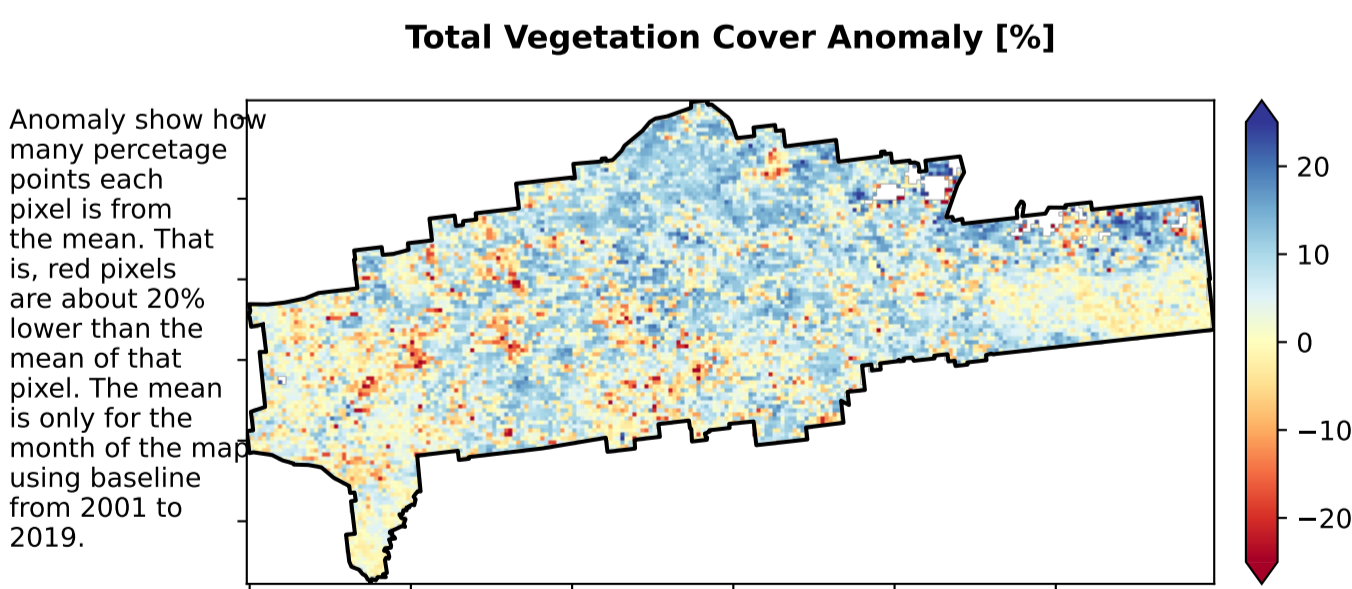 Total Vegetation Cover Anomaly [%]
Anomaly show how
many percetage
points each
pixel is from
the mean. That
is, red pixels
are about 20%
lower than the
mean of that
pixel. The mean
is only for the
month of the map
using baseline
from 2001 to
2019.
20
10
0
−10
−20